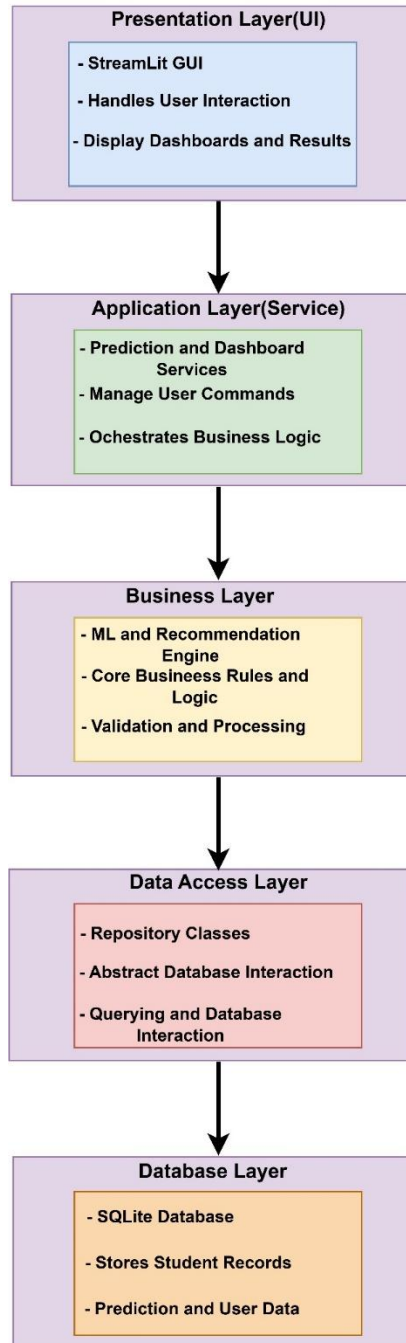 Presentation Layer(UI)
- StreamLit GUI
- Handles User Interaction
- Display Dashboards and Results
Application Layer(Service)
- Prediction and Dashboard
Services
- Manage User Commands
- Ochestrates Business Logic
Business Layer
- ML and Recommendation
Engine
- Core Busineess Rules and
Logic
- Validation and Processing
Data Access Layer
- Repository Classes
- Abstract Database Interaction
- Querying and Database
Interaction
Database Layer
- SQLite Database
- Stores Student Records
- Prediction and User Data